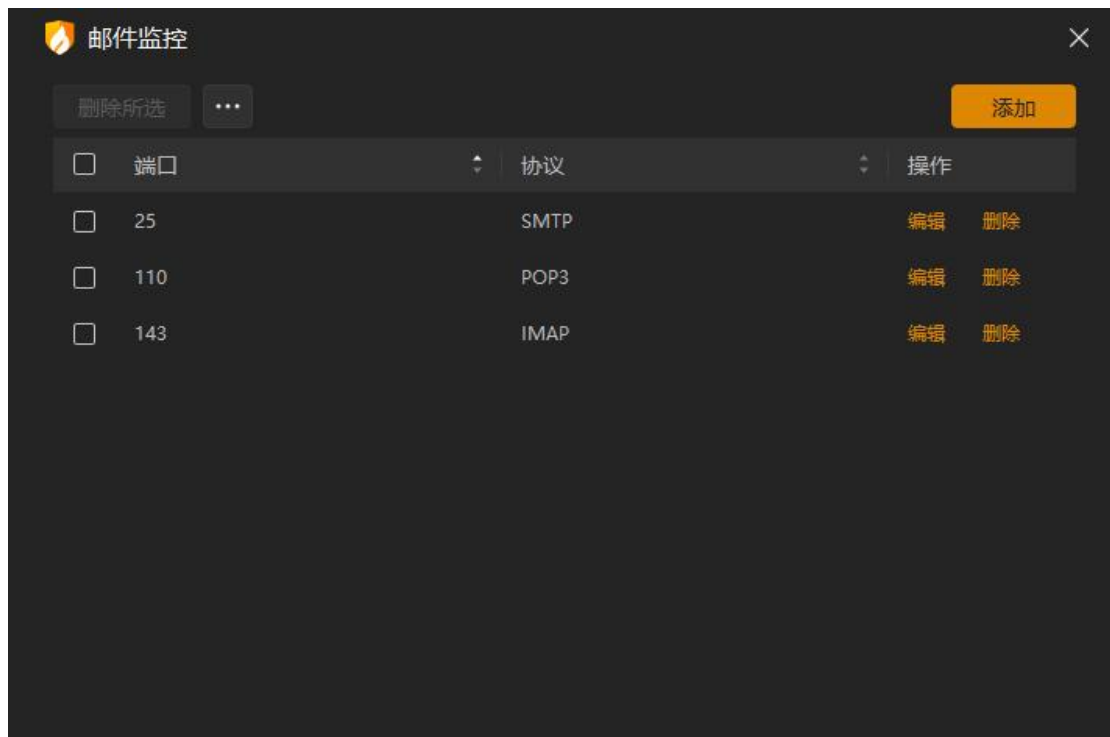 邮件监控
删除所选 ... 添加
端口 协议 操作
25 SMTP 编辑 删除
110 POP3 编辑 删除
143 IMAP 编辑 删除